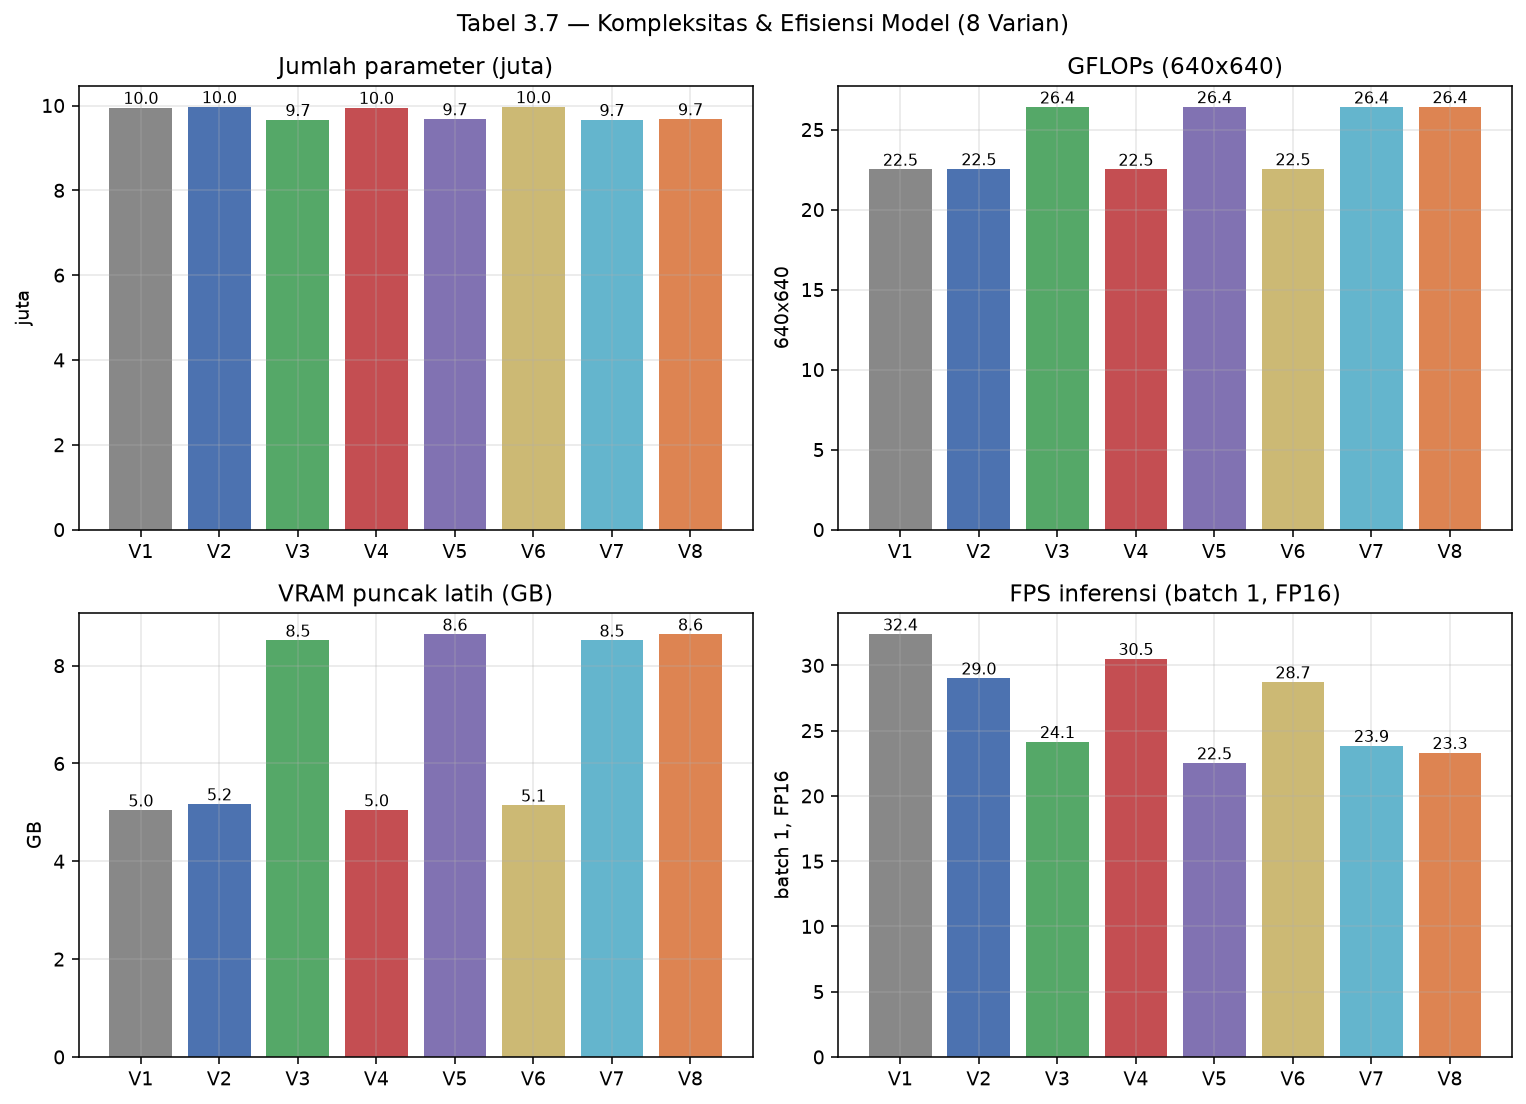 Tabel 3.7 — Kompleksitas & Efisiensi Model (8 Varian)
Jumlah parameter (juta)
juta
10
8
6
4
2
0
10.0 10.0 9.7 10.0 9.7 10.0 9.7 9.7
V1 V2 V3 V4 V5 V6 V7 V8
GFLOPs (640x640)
640x640
25
20
15
10
5
0
22.5 22.5 26.4 22.5 26.4 22.5 26.4 26.4
V1 V2 V3 V4 V5 V6 V7 V8
VRAM puncak latih (GB)
GB
8
6
4
2
0
5.0 5.2 8.5 5.0 8.6 5.1 8.5 8.6
V1 V2 V3 V4 V5 V6 V7 V8
FPS inferensi (batch 1, FP16)
batch 1, FP16
30
25
20
15
10
5
0
32.4 29.0 24.1 30.5 22.5 28.7 23.9 23.3
V1 V2 V3 V4 V5 V6 V7 V8